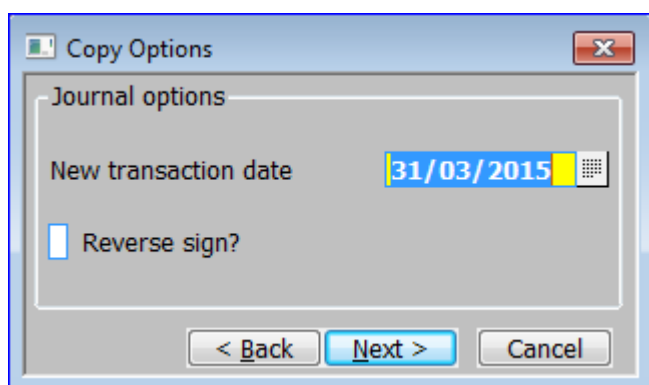 Copy Options
Journal options
New transaction date 31/03/2015
Reverse sign?
< Back Next > Cancel